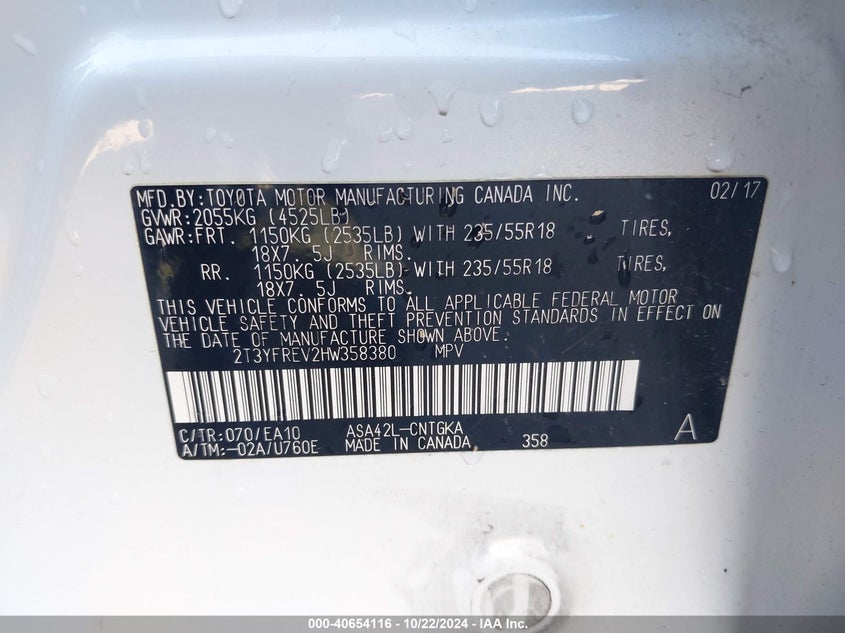 MFD.BY:TOYOTA MOTOR MANUFACTURING CANADA INC. 02/17
GVWR:2055KG (4525LB)
GAWR:FRT. 1150KG (2535LB) WITH 235/55R18 TIRES,
18X7. 5J RIMS.
RR. 1150KG (2535LB) WITH 235/55R18 TIRES,
18X7. 5J RIMS.
THIS VEHICLE CONFORMS TO ALL APPLICABLE FEDERAL MOTOR
VEHICLE SAFETY AND THEFT PREVENTION STANDARDS IN EFFECT ON
THE DATE OF MANUFACTURE SHOWN ABOVE.
2T3YFREV2HW358380 MPV
C/TR:070/EA10 ASA42L-CNTGKA A
A/TM:-02A/U760E MADE IN CANADA 358
000-40654116 - 10/22/2024 - IAA Inc.